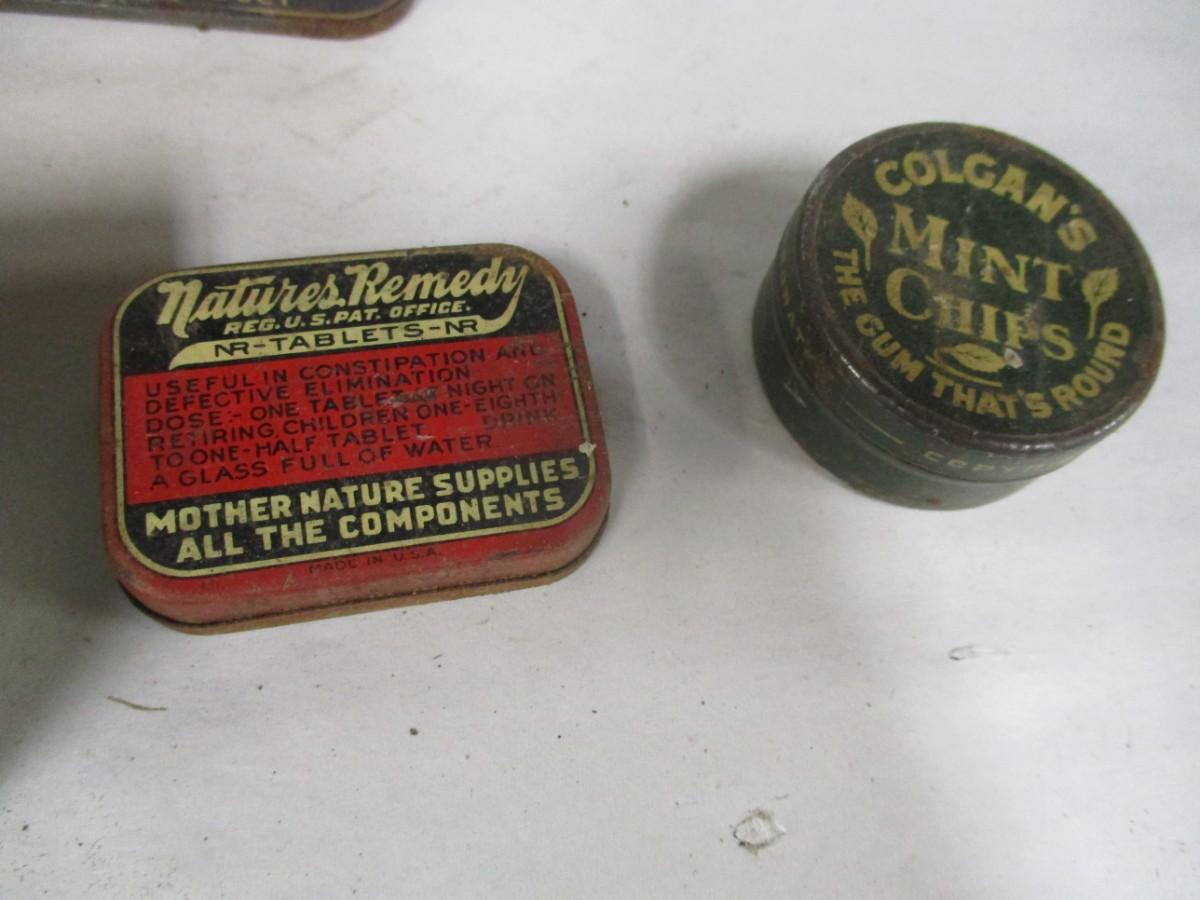 Natures Remedy
REG. U.S. PAT. OFFICE.
NR-TABLETS-NR
USEFUL IN CONSTIPATION AND
DEFECTIVE ELIMINATION
DOSE:- ONE TABLET NIGHT ON
RETIRING CHILDREN ONE-EIGHTH
TO ONE-HALF TABLET DRINK
A GLASS FULL OF WATER
MOTHER NATURE SUPPLIES
ALL THE COMPONENTS
MADE IN U.S.A.
COLGAN'S
MINT
CHIPS
THE GUM THAT'S ROUND